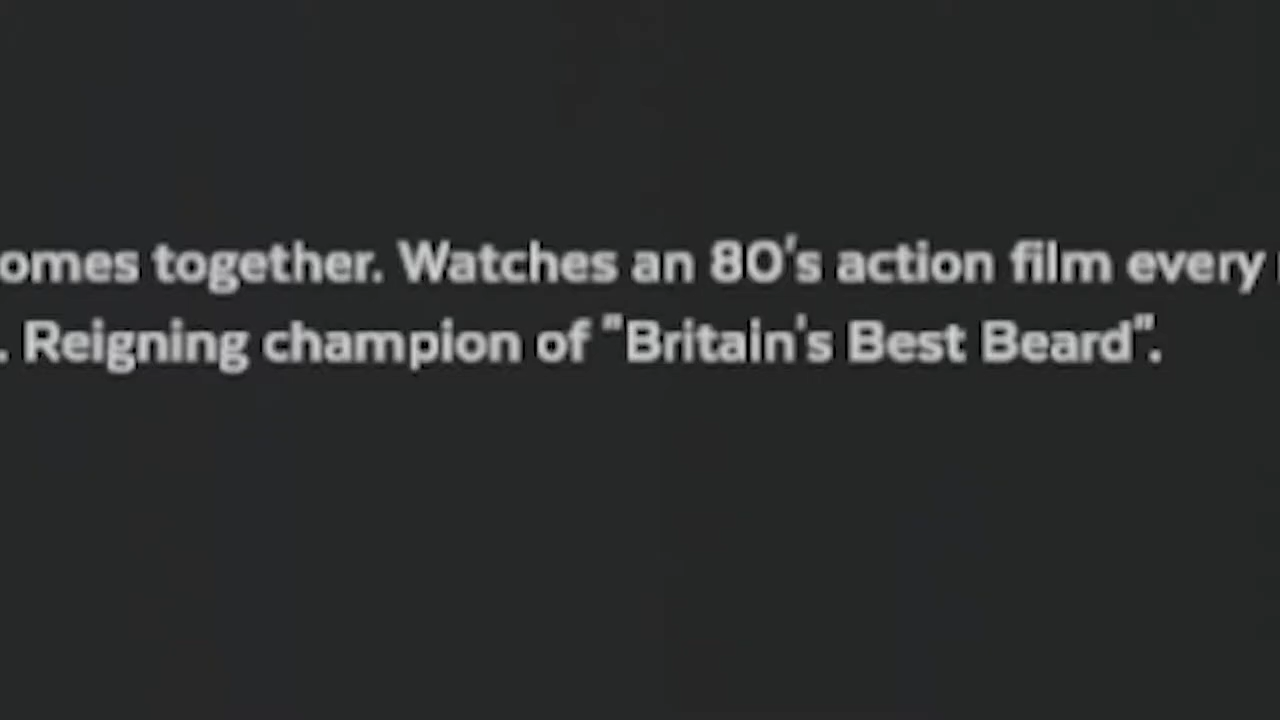 omes together. Watches an 80's action film every
. Reigning champion of "Britain's Best Beard".